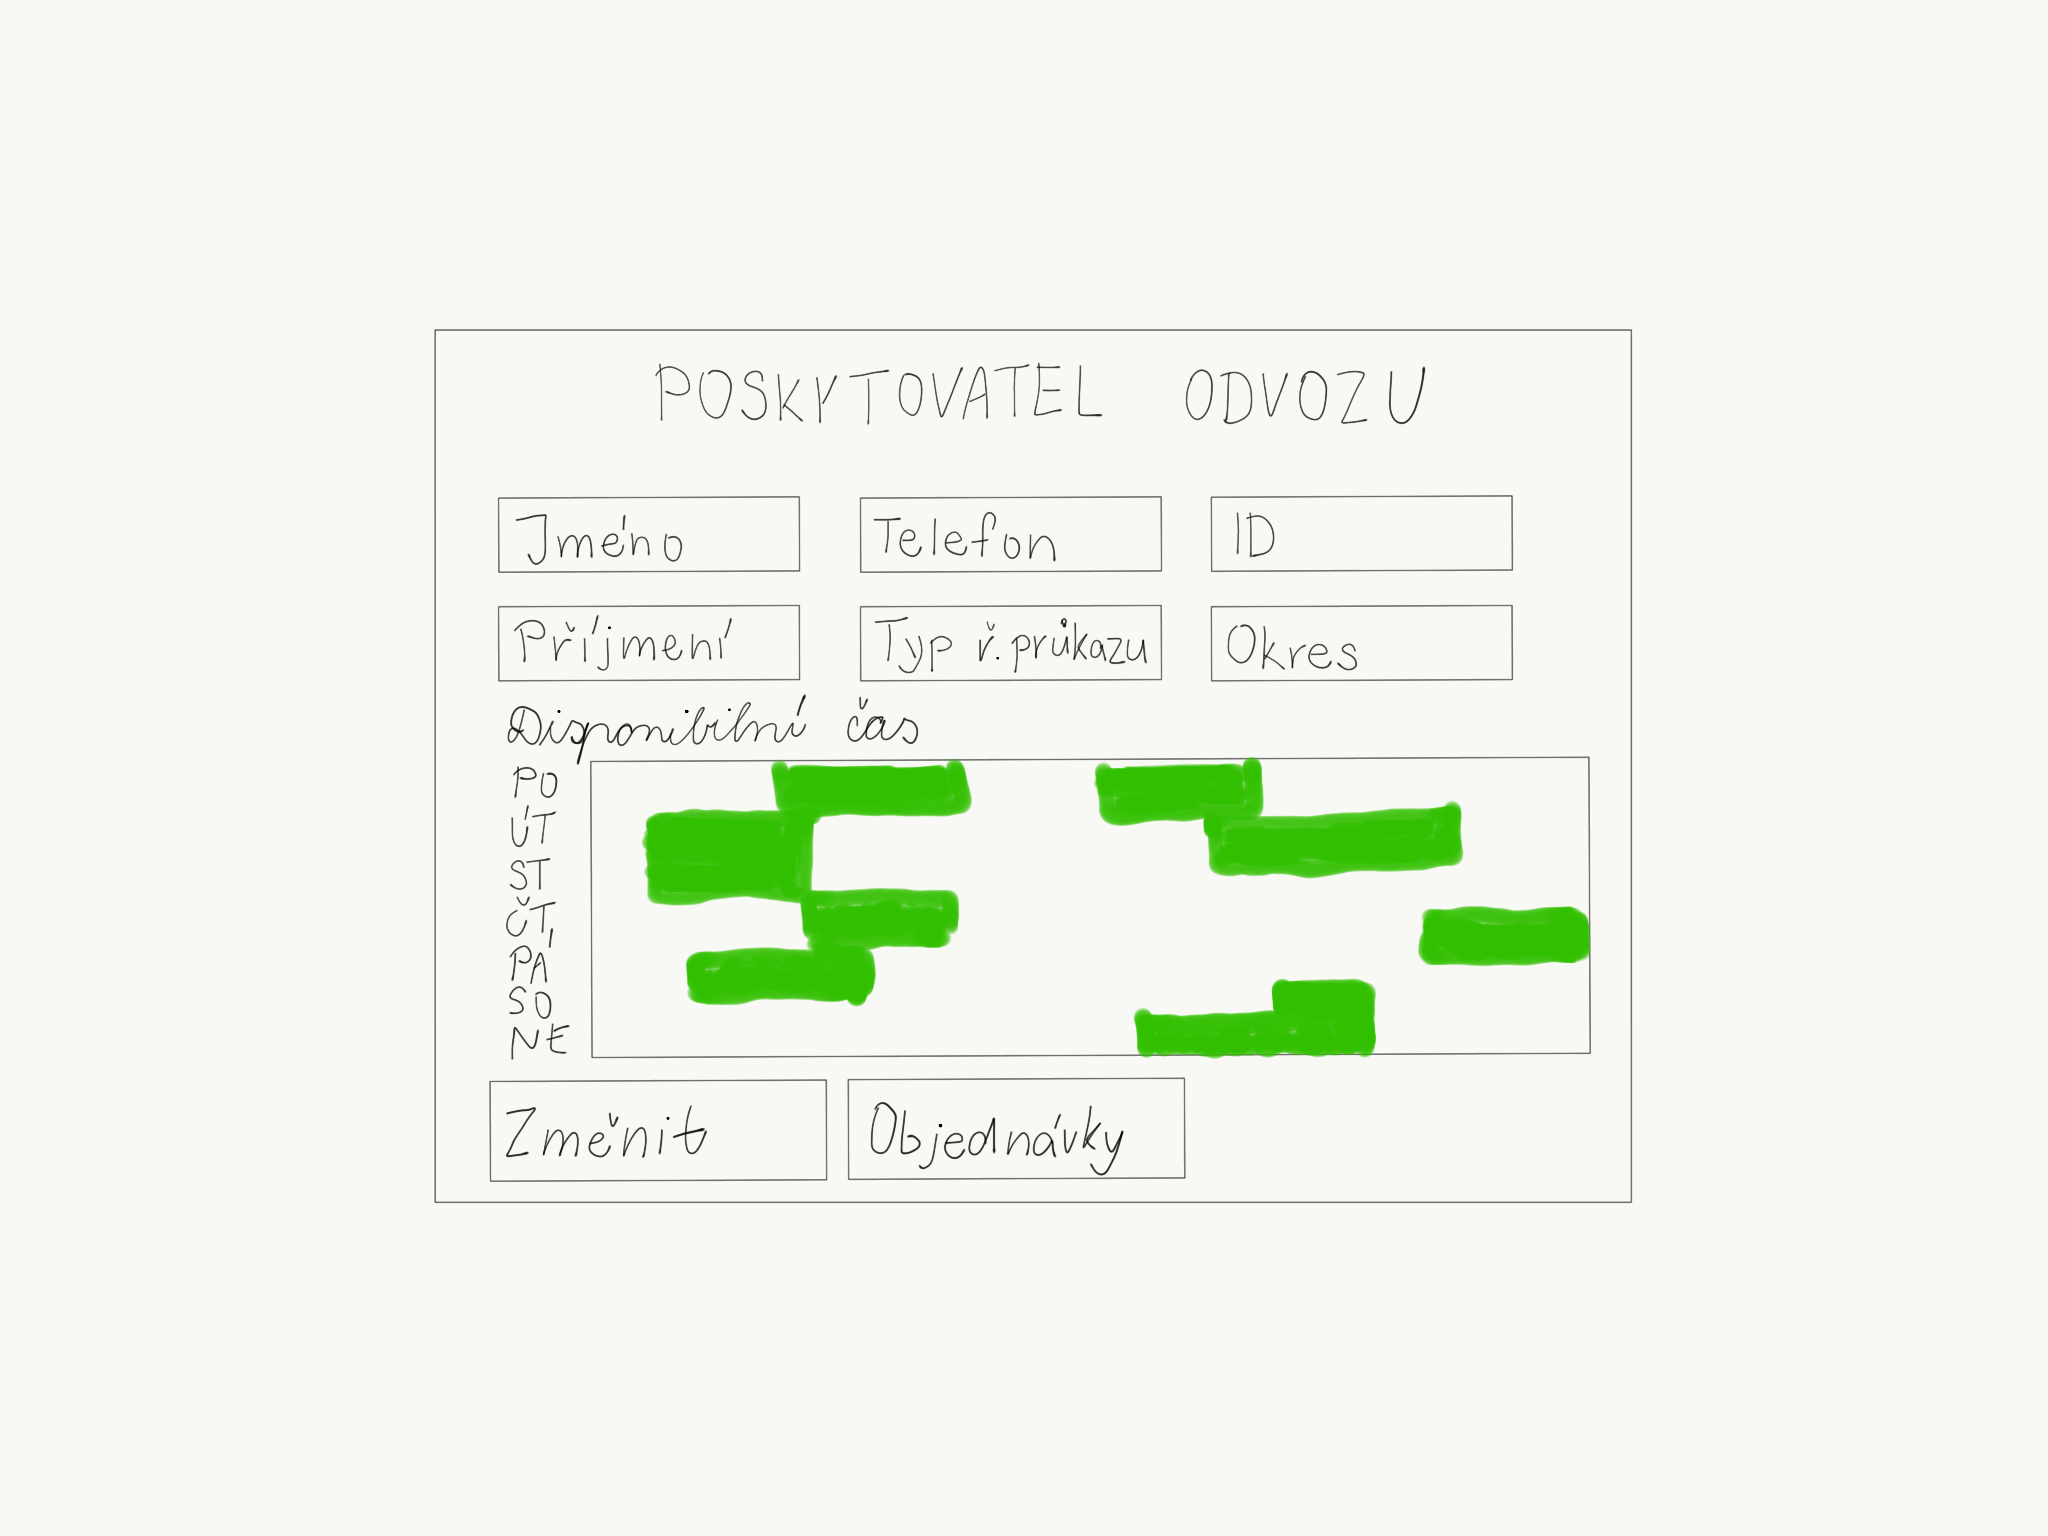 POSKYTOVATEL ODVOZU
Jméno Telefon ID
Příjmení Typ ř. průkazu Okres
Disponibilní čas
PO
ÚT
ST
ČT
PÁ
SO
NE
Změnit Objednávky